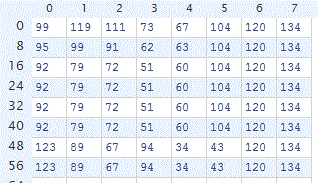 0 1 2 3 4 5 6 7
0 99 119 111 73 67 104 120 134
8 95 99 91 62 63 104 120 134
16 92 79 72 51 60 104 120 134
24 92 79 72 51 60 104 120 134
32 92 79 72 51 60 104 120 134
40 92 79 72 51 60 104 120 134
48 123 89 67 94 34 43 120 134
56 123 89 67 94 34 43 120 134